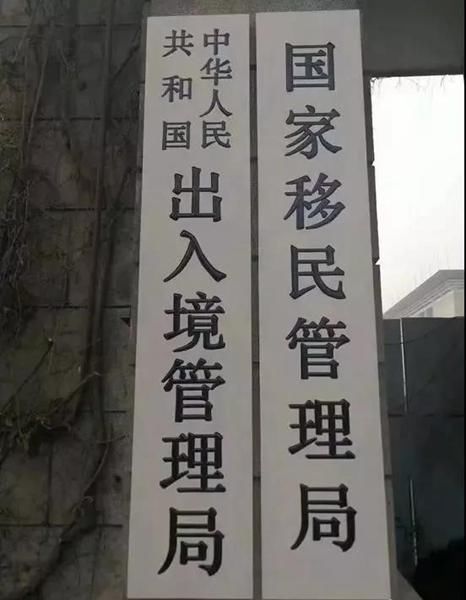 国家移民管理局
中华人民
共和国
出入境管理局